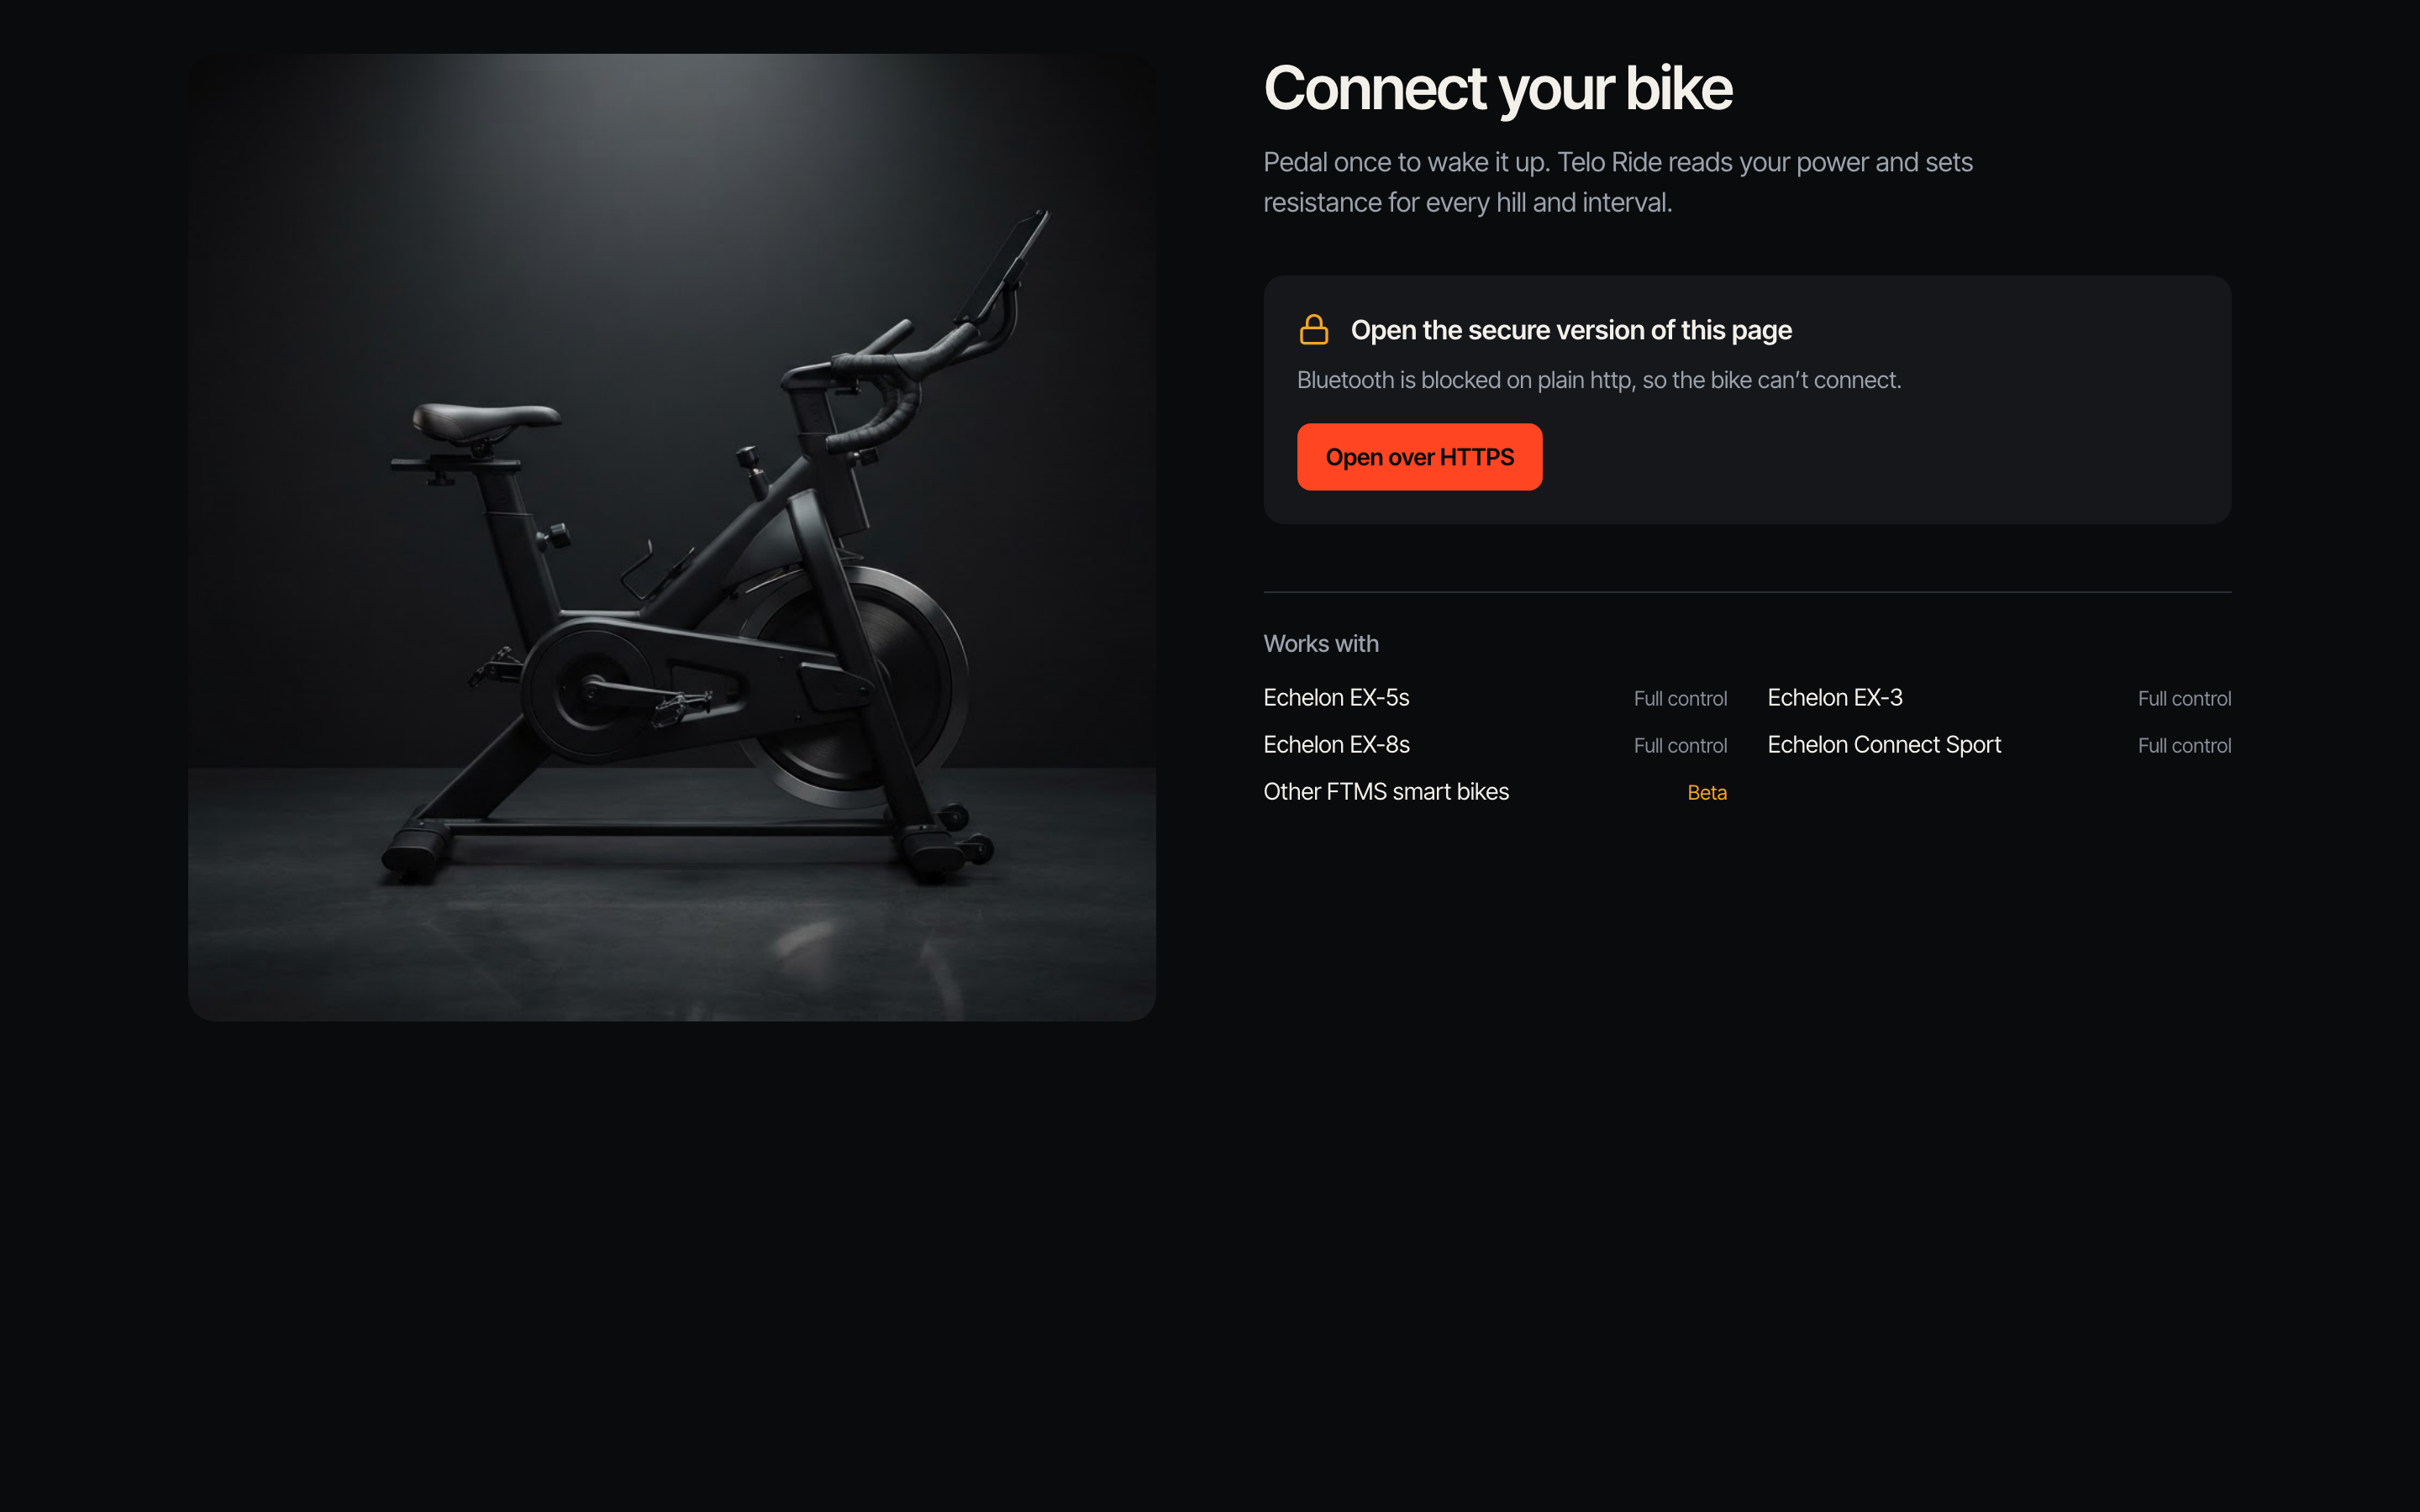 Connect your bike
Pedal once to wake it up. Telo Ride reads your power and sets
resistance for every hill and interval.
Open the secure version of this page
Bluetooth is blocked on plain http, so the bike can’t connect.
Open over HTTPS
Works with
Echelon EX-5s Full control Echelon EX-3 Full control
Echelon EX-8s Full control Echelon Connect Sport Full control
Other FTMS smart bikes Beta